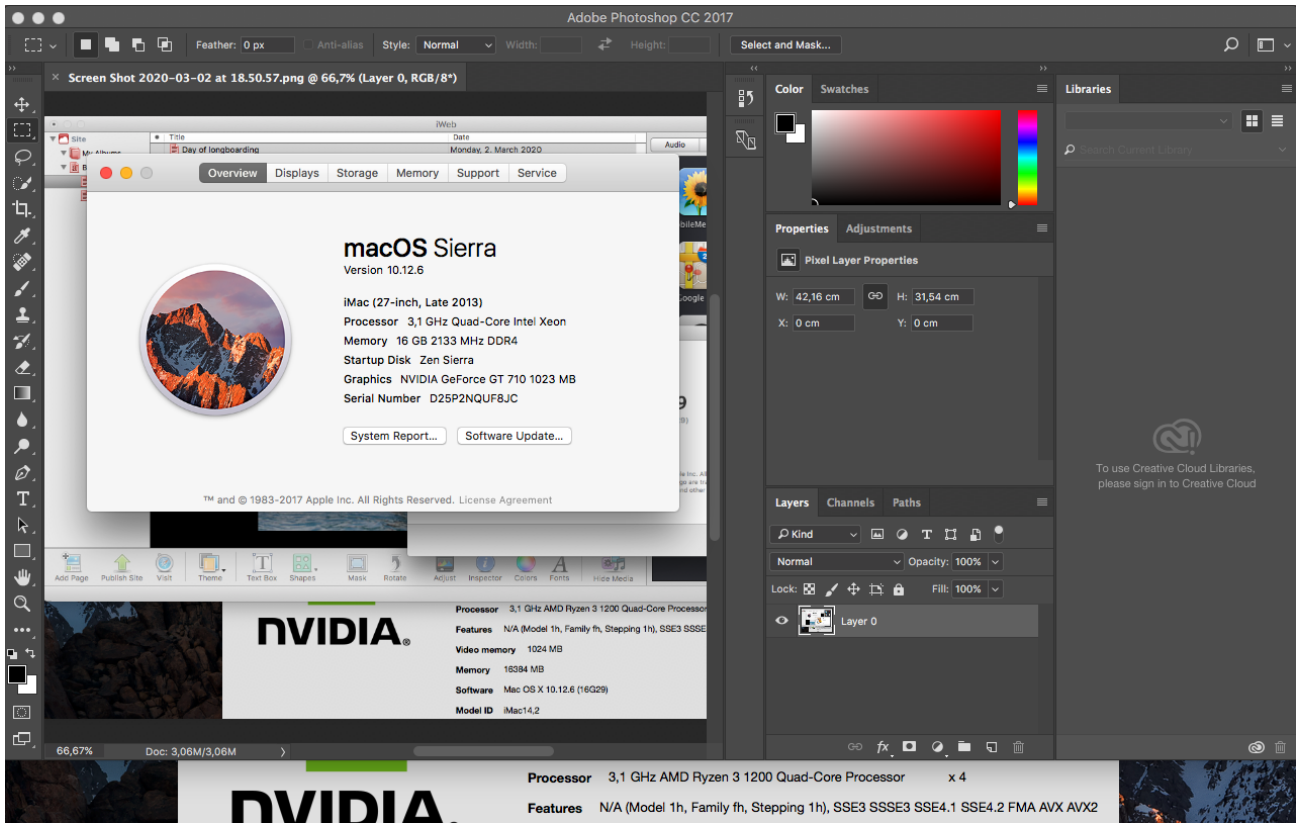 Adobe Photoshop CC 2017
Feather: 0 px Anti-alias Style: Normal Width: Height: Select and Mask...
Screen Shot 2020-03-02 at 18.50.57.png @ 66,7% (Layer 0, RGB/8*)
iWeb
Site
Title Date
My Albums
Day of longboarding Monday, 2. March 2020
Audio
Overview Displays Storage Memory Support Service
macOS Sierra
Version 10.12.6
iMac (27-inch, Late 2013)
Processor 3,1 GHz Quad-Core Intel Xeon
Memory 16 GB 2133 MHz DDR4
Startup Disk Zen Sierra
Graphics NVIDIA GeForce GT 710 1023 MB
Serial Number D25P2NQUF8JC
System Report... Software Update...
™ and © 1983-2017 Apple Inc. All Rights Reserved. License Agreement
Add Page Publish Site Visit Theme Text Box Shapes Mask Rotate Adjust Inspector Colors Fonts Hide Media
NVIDIA®
Processor 3,1 GHz AMD Ryzen 3 1200 Quad-Core Processor
Features N/A (Model 1h, Family fh, Stepping 1h), SSE3 SSSE
Video memory 1024 MB
Memory 16384 MB
Software Mac OS X 10.12.6 (16G29)
Model ID iMac14,2
66,67% Doc: 3,06M/3,06M
Color Swatches
Properties Adjustments
Pixel Layer Properties
W: 42,16 cm H: 31,54 cm
X: 0 cm Y: 0 cm
Layers Channels Paths
Kind
Normal Opacity: 100%
Lock: Fill: 100%
Layer 0
fx
Libraries
Search Current Library
To use Creative Cloud Libraries,
please sign in to Creative Cloud
NVIDIA.
Processor 3,1 GHz AMD Ryzen 3 1200 Quad-Core Processor x 4
Features N/A (Model 1h, Family fh, Stepping 1h), SSE3 SSSE3 SSE4.1 SSE4.2 FMA AVX AVX2